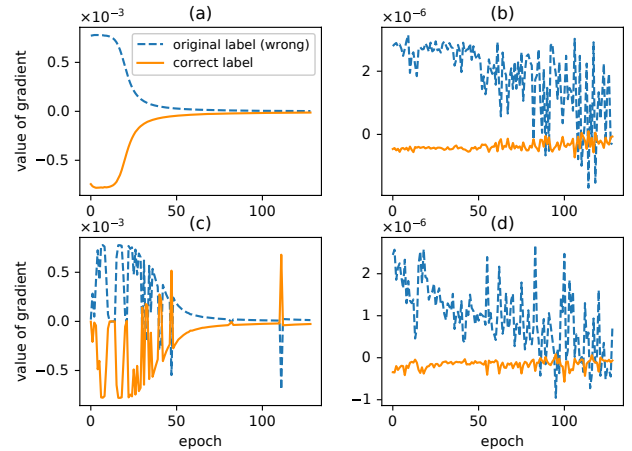 ×10⁻³
(a)
0.5
0.0
−0.5
value of gradient
0
50
100
original label (wrong)
correct label
×10⁻⁶
(b)
2
0
0
50
100
×10⁻³
(c)
0.5
0.0
−0.5
value of gradient
0
50
100
epoch
×10⁻⁶
(d)
2
1
0
−1
0
50
100
epoch